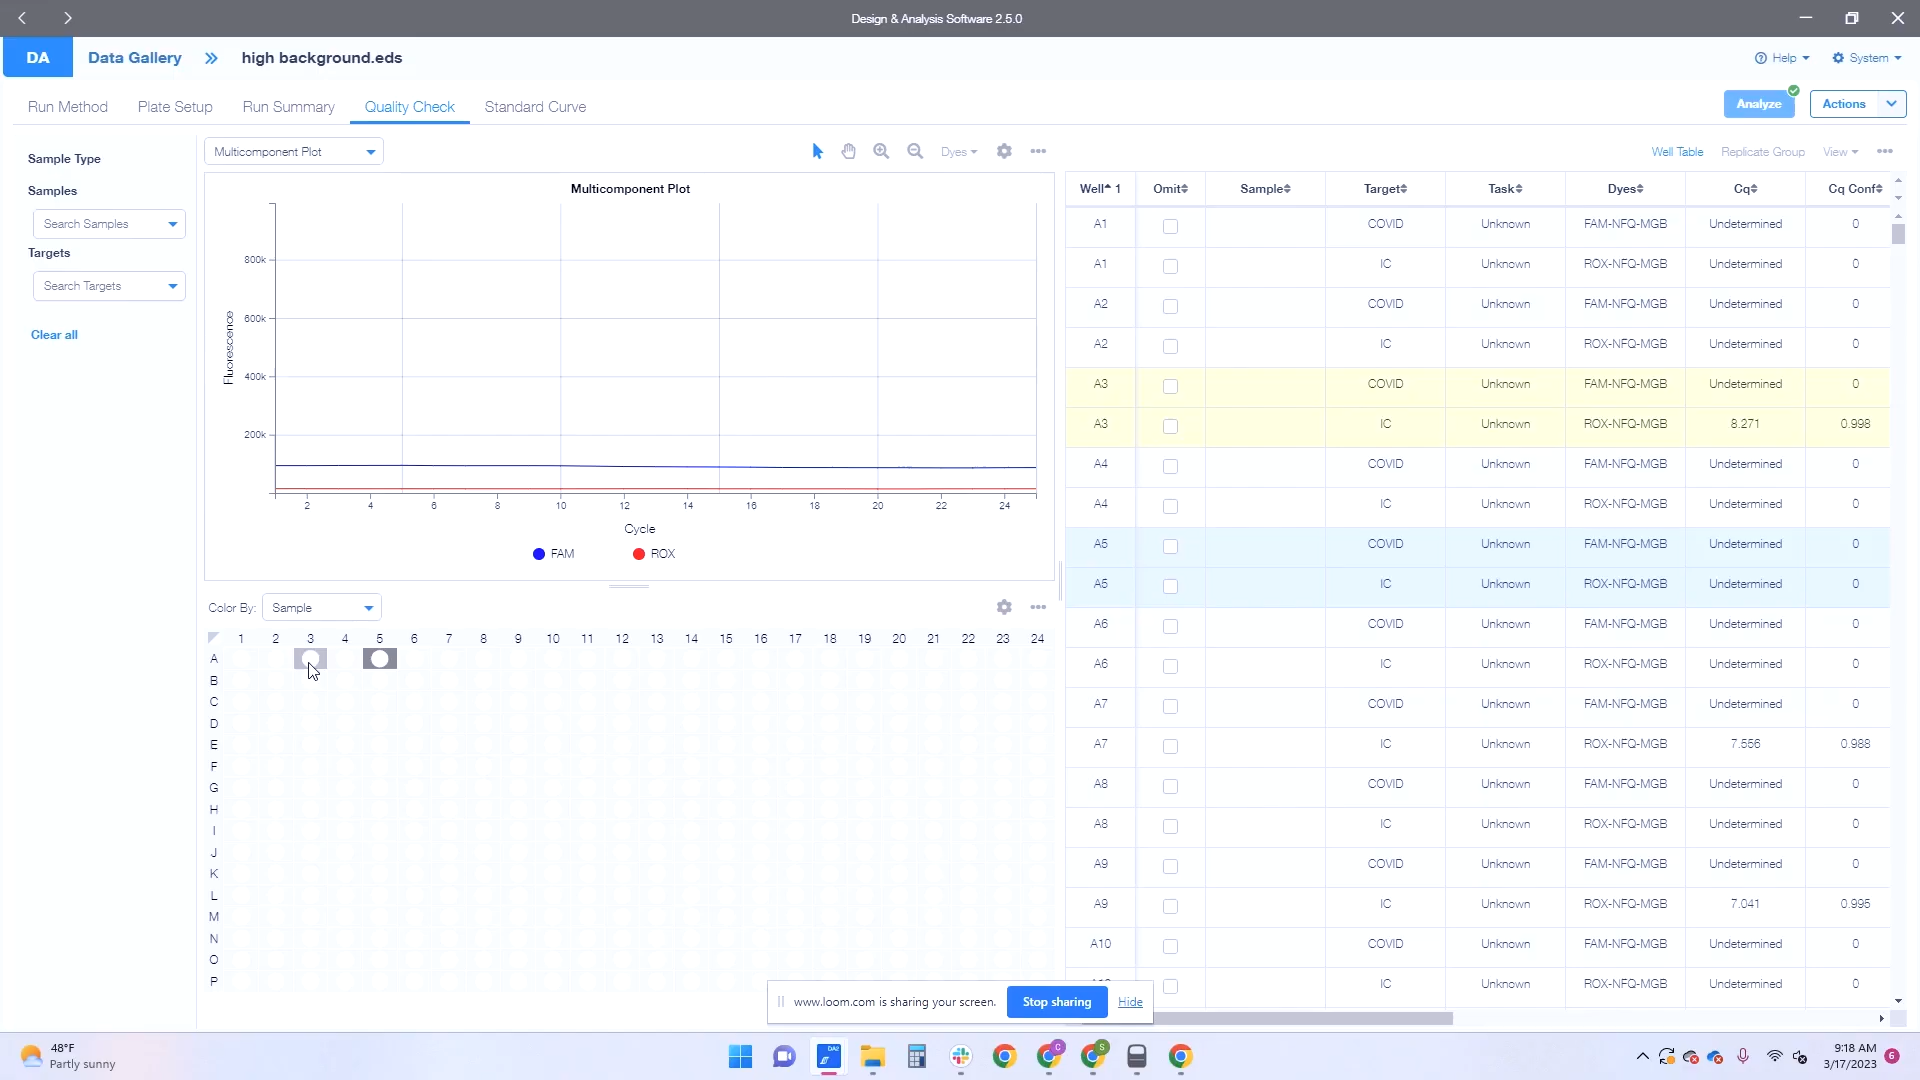 Design & Analysis Software 2.5.0
DA Data Gallery » high background.eds Help System
Run Method Plate Setup Run Summary Quality Check Standard Curve Analyze Actions
Sample Type
Samples
Search Samples
Targets
Search Targets
Clear all
Multicomponent Plot Dyes
Multicomponent Plot
Fluorescence
800k
600k
400k
200k
2 4 6 8 10 12 14 16 18 20 22 24
Cycle
FAM ROX
Color By: Sample
1 2 3 4 5 6 7 8 9 10 11 12 13 14 15 16 17 18 19 20 21 22 23 24
A
B
C
D
E
F
G
H
I
J
K
L
M
N
O
P
Well Table Replicate Group View
Well 1 Omit Sample Target Task Dyes Cq Cq Conf
A1 COVID Unknown FAM-NFQ-MGB Undetermined 0
A1 IC Unknown ROX-NFQ-MGB Undetermined 0
A2 COVID Unknown FAM-NFQ-MGB Undetermined 0
A2 IC Unknown ROX-NFQ-MGB Undetermined 0
A3 COVID Unknown FAM-NFQ-MGB Undetermined 0
A3 IC Unknown ROX-NFQ-MGB 8.271 0.998
A4 COVID Unknown FAM-NFQ-MGB Undetermined 0
A4 IC Unknown ROX-NFQ-MGB Undetermined 0
A5 COVID Unknown FAM-NFQ-MGB Undetermined 0
A5 IC Unknown ROX-NFQ-MGB Undetermined 0
A6 COVID Unknown FAM-NFQ-MGB Undetermined 0
A6 IC Unknown ROX-NFQ-MGB Undetermined 0
A7 COVID Unknown FAM-NFQ-MGB Undetermined 0
A7 IC Unknown ROX-NFQ-MGB 7.556 0.988
A8 COVID Unknown FAM-NFQ-MGB Undetermined 0
A8 IC Unknown ROX-NFQ-MGB Undetermined 0
A9 COVID Unknown FAM-NFQ-MGB Undetermined 0
A9 IC Unknown ROX-NFQ-MGB 7.041 0.995
A10 COVID Unknown FAM-NFQ-MGB Undetermined 0
IC Unknown ROX-NFQ-MGB Undetermined 0
www.loom.com is sharing your screen. Stop sharing Hide
48°F
Partly sunny
DA2
C
S
9:18 AM
3/17/2023
6